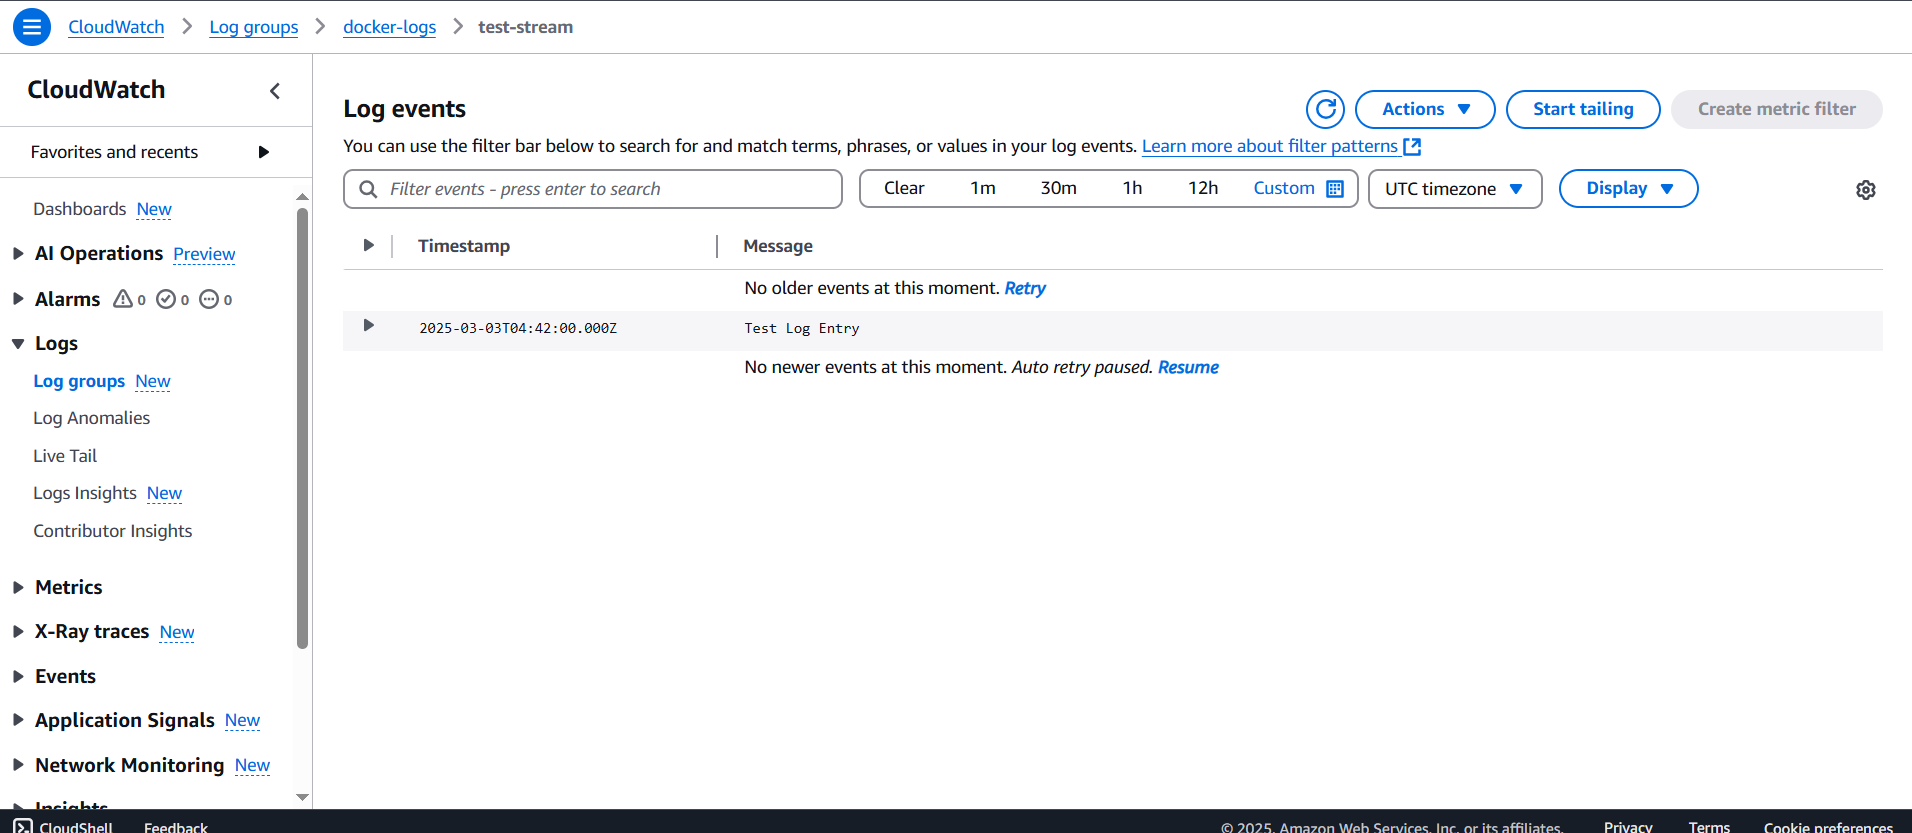 CloudWatch > Log groups > docker-logs > test-stream
CloudWatch
Favorites and recents
Dashboards New
AI Operations Preview
Alarms 0 0 0
Logs
Log groups New
Log Anomalies
Live Tail
Logs Insights New
Contributor Insights
Metrics
X-Ray traces New
Events
Application Signals New
Network Monitoring New
Insights
Log events
Actions
Start tailing
Create metric filter
You can use the filter bar below to search for and match terms, phrases, or values in your log events. Learn more about filter patterns
Filter events - press enter to search
Clear 1m 30m 1h 12h Custom
UTC timezone
Display
Timestamp Message
No older events at this moment. Retry
2025-03-03T04:42:00.000Z Test Log Entry
No newer events at this moment. Auto retry paused. Resume
CloudShell Feedback © 2025, Amazon Web Services, Inc. or its affiliates. Privacy Terms Cookie preferences